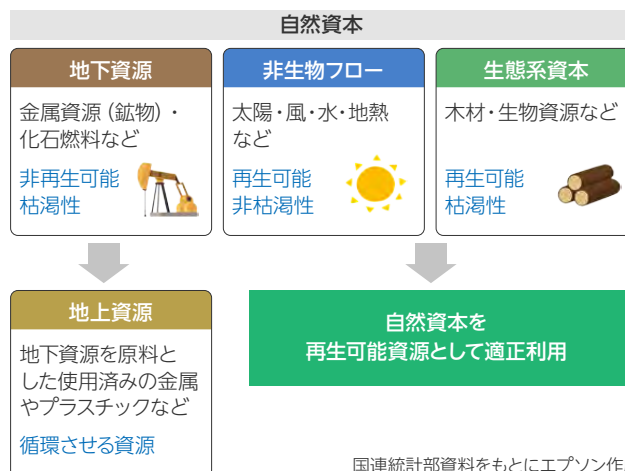 自然資本
地下資源
金属資源（鉱物）・
化石燃料など
非再生可能
枯渇性
非生物フロー
太陽・風・水・地熱
など
再生可能
非枯渇性
生態系資本
木材・生物資源など
再生可能
枯渇性
地上資源
地下資源を原料と
した使用済みの金属
やプラスチックなど
循環させる資源
自然資本を
再生可能資源として適正利用
国連統計部資料をもとにエプソン作